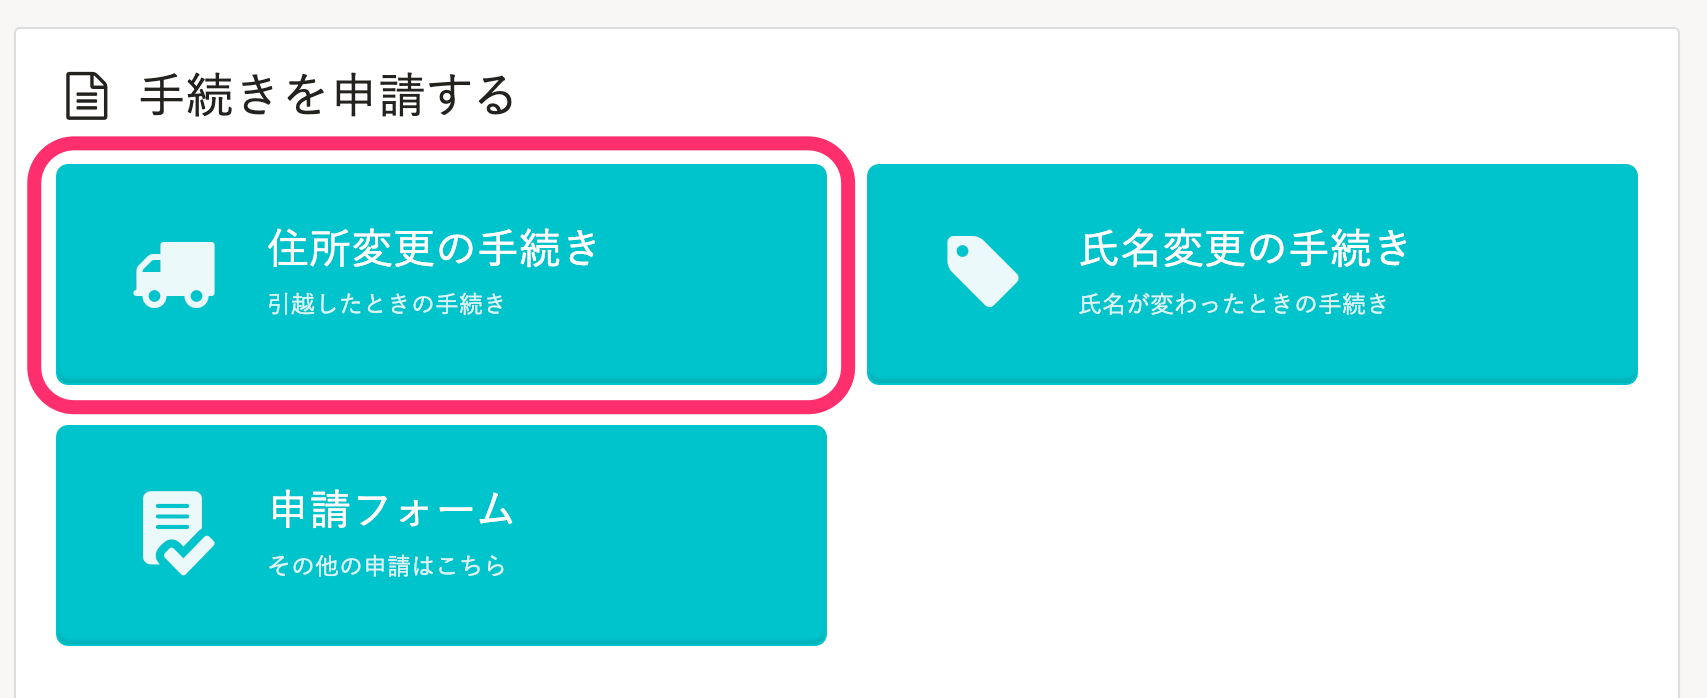 手続きを申請する
住所変更の手続き
引越したときの手続き
氏名変更の手続き
氏名が変わったときの手続き
申請フォーム
その他の申請はこちら